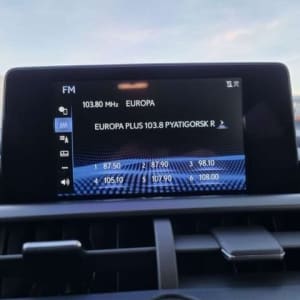 FM
103.80 MHz EUROPA
EUROPA PLUS 103.8 PYATIGORSK R
1 87.50 2 87.90 3 98.10
4 105.10 5 107.90 6 108.00